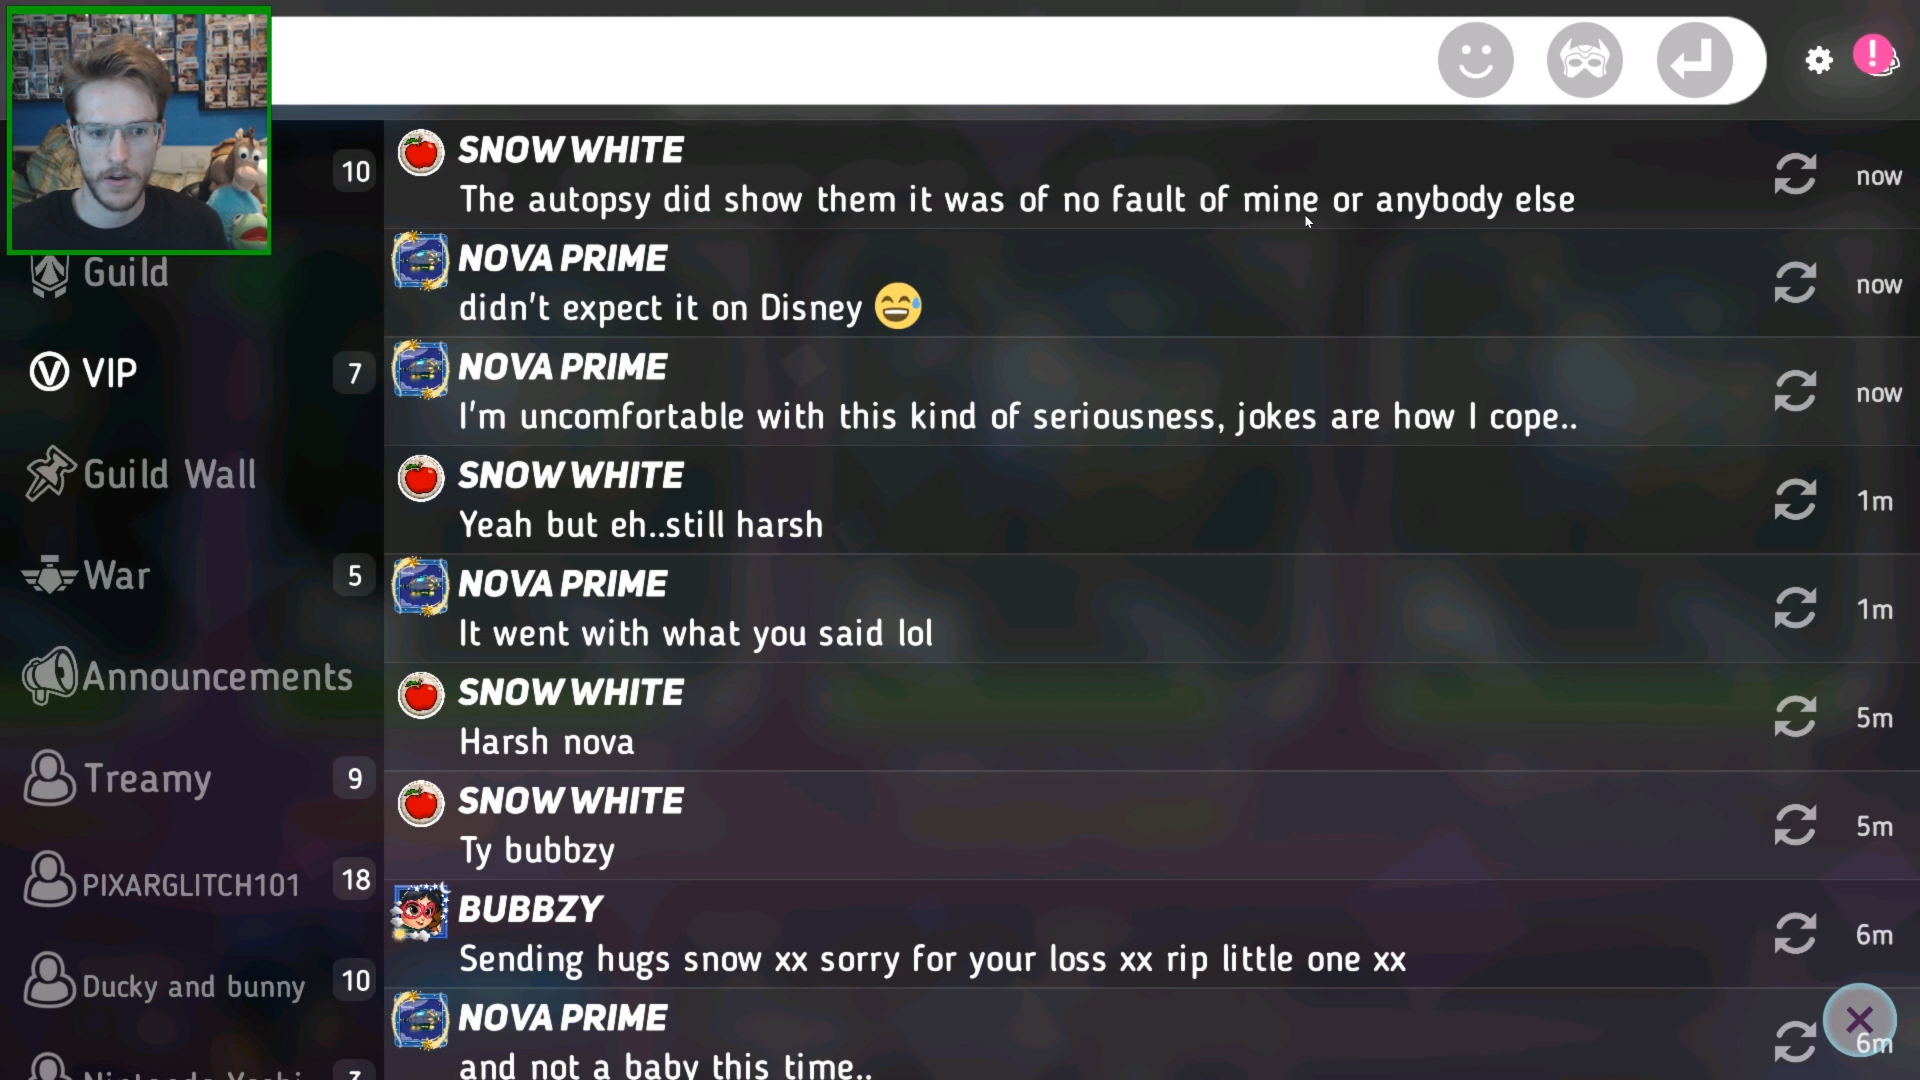 10
SNOW WHITE
The autopsy did show them it was of no fault of mine or anybody else
now
Guild
NOVA PRIME
didn't expect it on Disney 😅
now
VIP
7
NOVA PRIME
I'm uncomfortable with this kind of seriousness, jokes are how I cope..
now
Guild Wall
SNOW WHITE
Yeah but eh..still harsh
1m
War
5
NOVA PRIME
It went with what you said lol
1m
Announcements
SNOW WHITE
Harsh nova
5m
Treamy
9
SNOW WHITE
Ty bubbzy
5m
PIXARGLITCH101
18
BUBBZY
Sending hugs snow xx sorry for your loss xx rip little one xx
6m
Ducky and bunny
10
NOVA PRIME
and not a baby this time..
6m